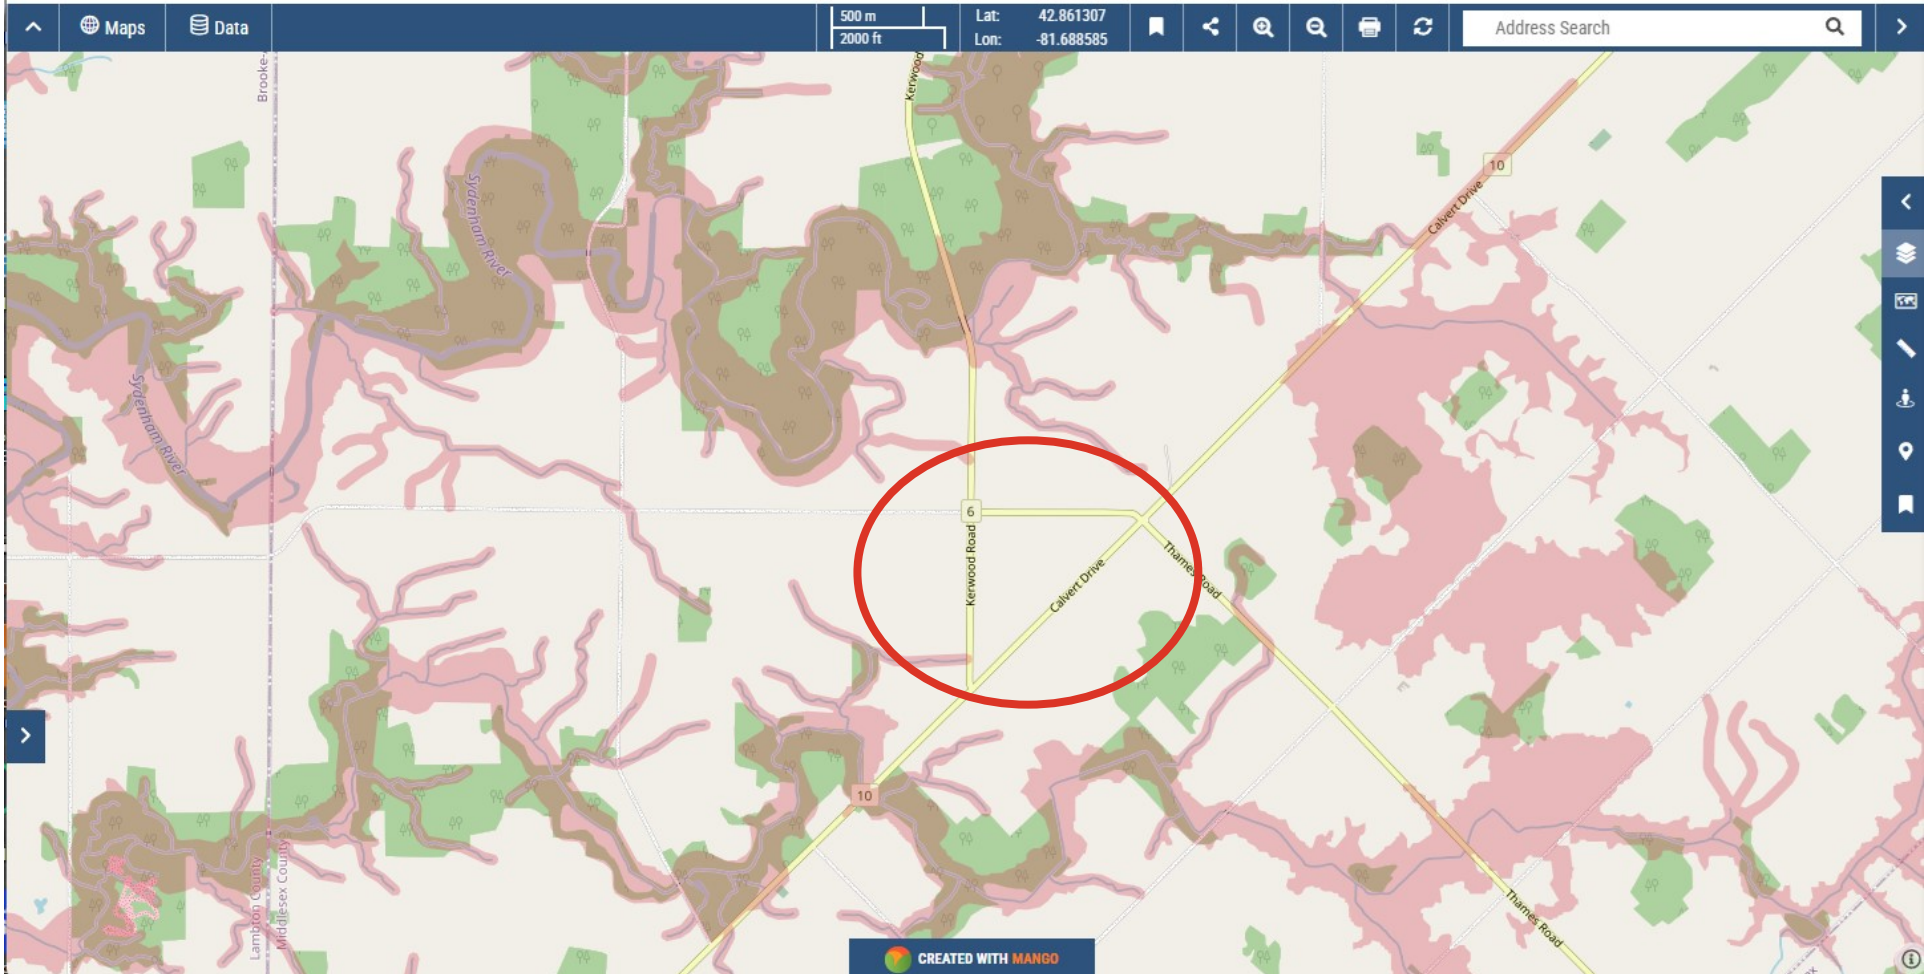 Maps
Data
500 m
2000 ft
Lat: 42.861307
Lon: -81.688585
Address Search
Brooke-
Kerwood
10
Calvert Drive
Sydenham River
Sydenham River
6
Kerwood Road
Calvert Drive
Thames Road
10
Lambton County
Middlesex County
Thames Road
CREATED WITH MANGO